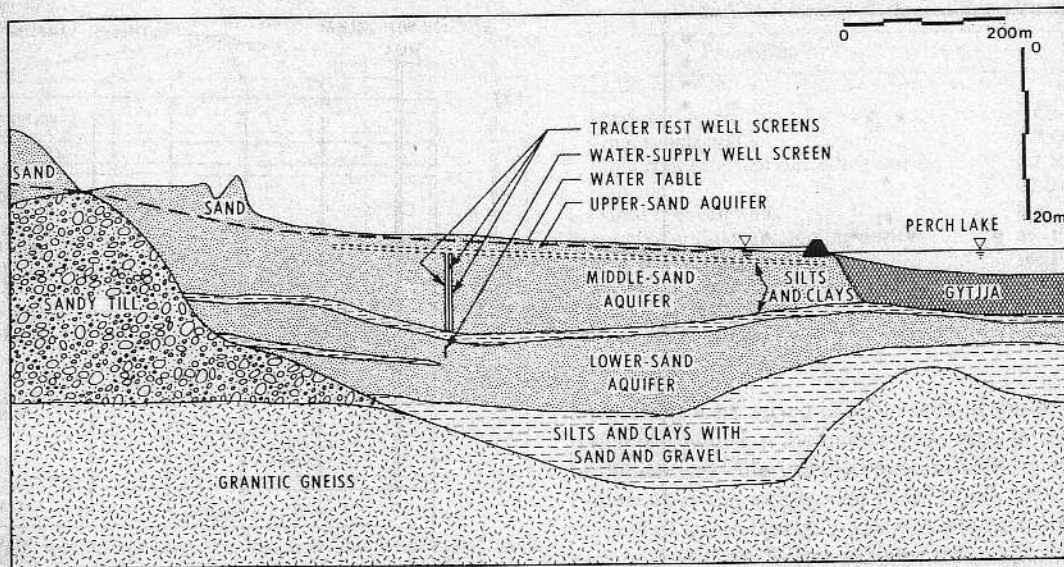 0
200m
0
20m
TRACER TEST WELL SCREENS
WATER-SUPPLY WELL SCREEN
WATER TABLE
UPPER-SAND AQUIFER
SAND
SAND
PERCH LAKE
SANDY TILL
MIDDLE-SAND
AQUIFER
SILTS
AND CLAYS
GYTJJA
LOWER-SAND
AQUIFER
SILTS AND CLAYS WITH
SAND AND GRAVEL
GRANITIC GNEISS